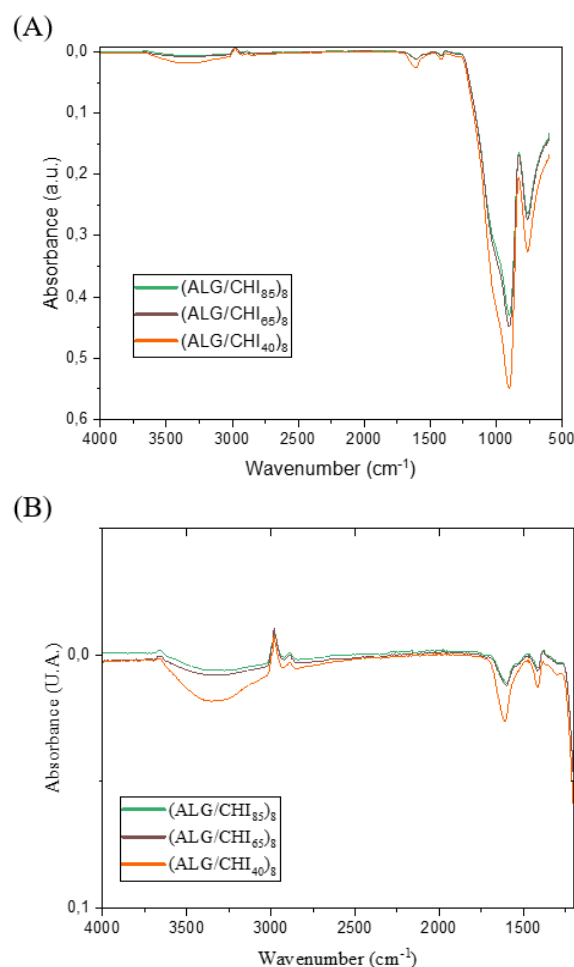 (A)
0,0
0,1
0,2
0,3
0,4
0,5
0,6
Absorbance (a.u.)
(ALG/CHI₈₅)₈
(ALG/CHI₆₅)₈
(ALG/CHI₄₀)₈
4000 3500 3000 2500 2000 1500 1000 500
Wavenumber (cm⁻¹)
(B)
0,0
0,1
Absorbance (U.A.)
(ALG/CHI₈₅)₈
(ALG/CHI₆₅)₈
(ALG/CHI₄₀)₈
4000 3500 3000 2500 2000 1500
Wavenumber (cm⁻¹)